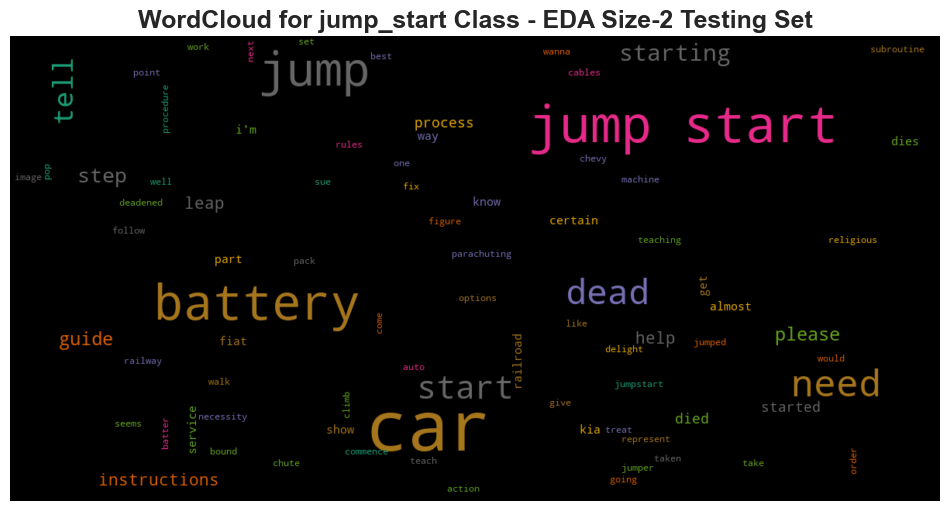 WordCloud for jump_start Class - EDA Size-2 Testing Set
work
next
set
jump
best
wanna
starting
subroutine
tell
point
procedure
cables
i'm
process
way
jump start
dies
rules
chevy
image
pop
step
well
one
sue
fix
machine
deadened
leap
know
follow
figure
certain
teaching
religious
part
pack
parachuting
battery
options
dead
get
almost
come
like
guide
fiat
help
please
railway
railroad
delight
jumped
would
auto
walk
start
jumpstart
need
climb
necessity
give
started
seems
batter
service
car
show
died
kia
treat
represent
bound
commence
chute
teach
taken
jumper
take
order
instructions
going
action